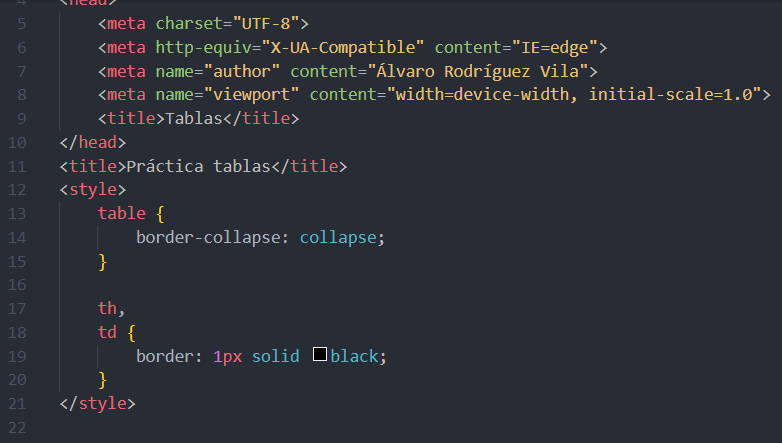 4 <head>
5 <meta charset="UTF-8">
6 <meta http-equiv="X-UA-Compatible" content="IE=edge">
7 <meta name="author" content="Álvaro Rodríguez Vila">
8 <meta name="viewport" content="width=device-width, initial-scale=1.0">
9 <title>Tablas</title>
10 </head>
11 <title>Práctica tablas</title>
12 <style>
13 table {
14 border-collapse: collapse;
15 }
16
17 th,
18 td {
19 border: 1px solid black;
20 }
21 </style>
22